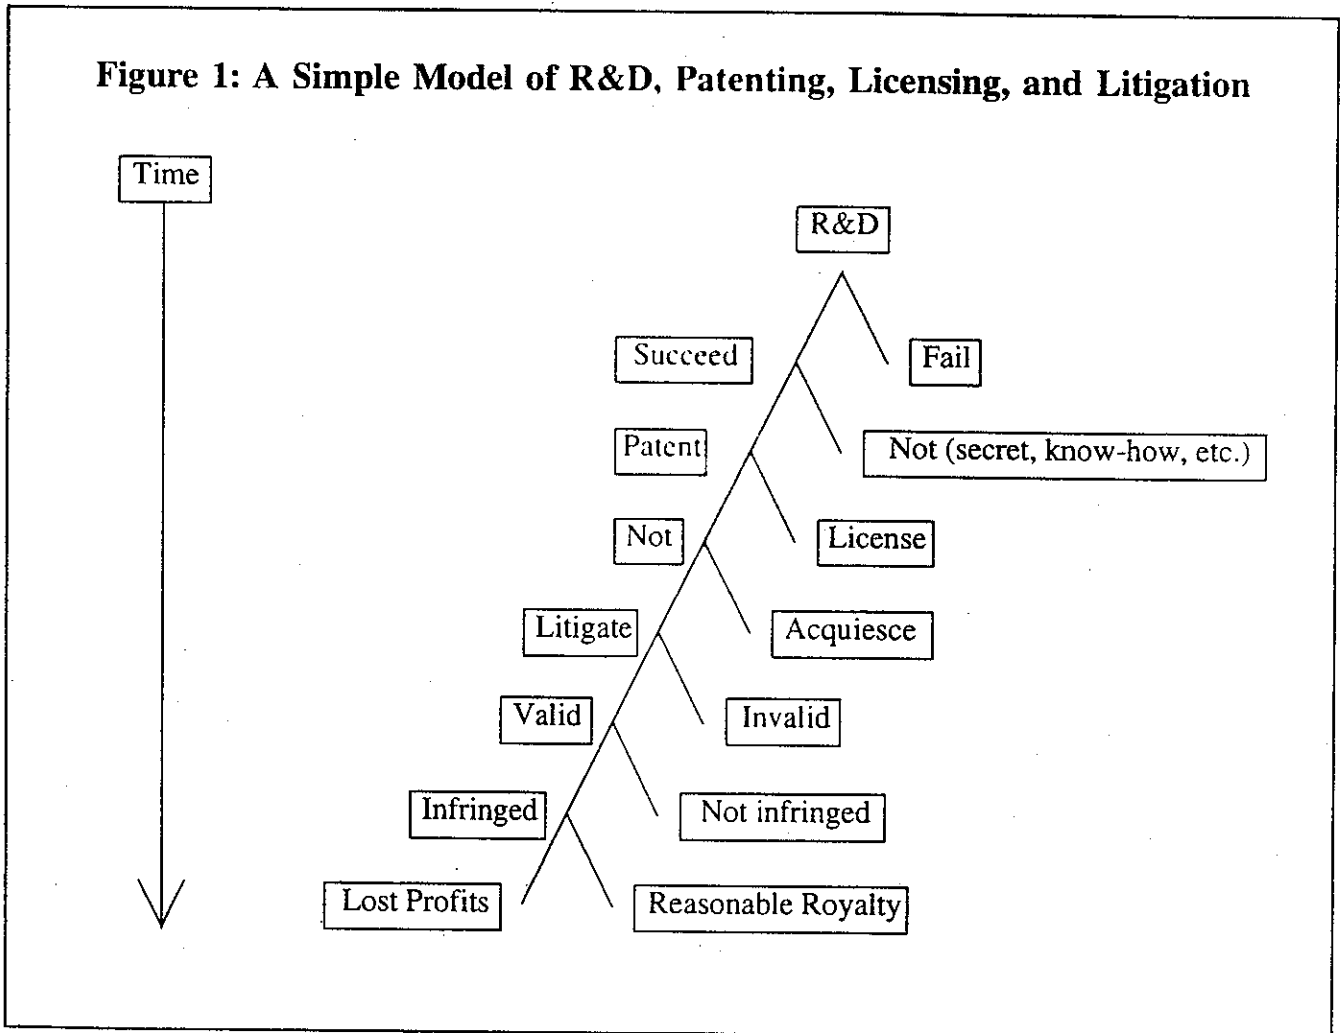 Figure 1: A Simple Model of R&D, Patenting, Licensing, and Litigation
Time
R&D
Succeed
Fail
Patent
Not (secret, know-how, etc.)
Not
License
Litigate
Acquiesce
Valid
Invalid
Infringed
Not infringed
Lost Profits
Reasonable Royalty